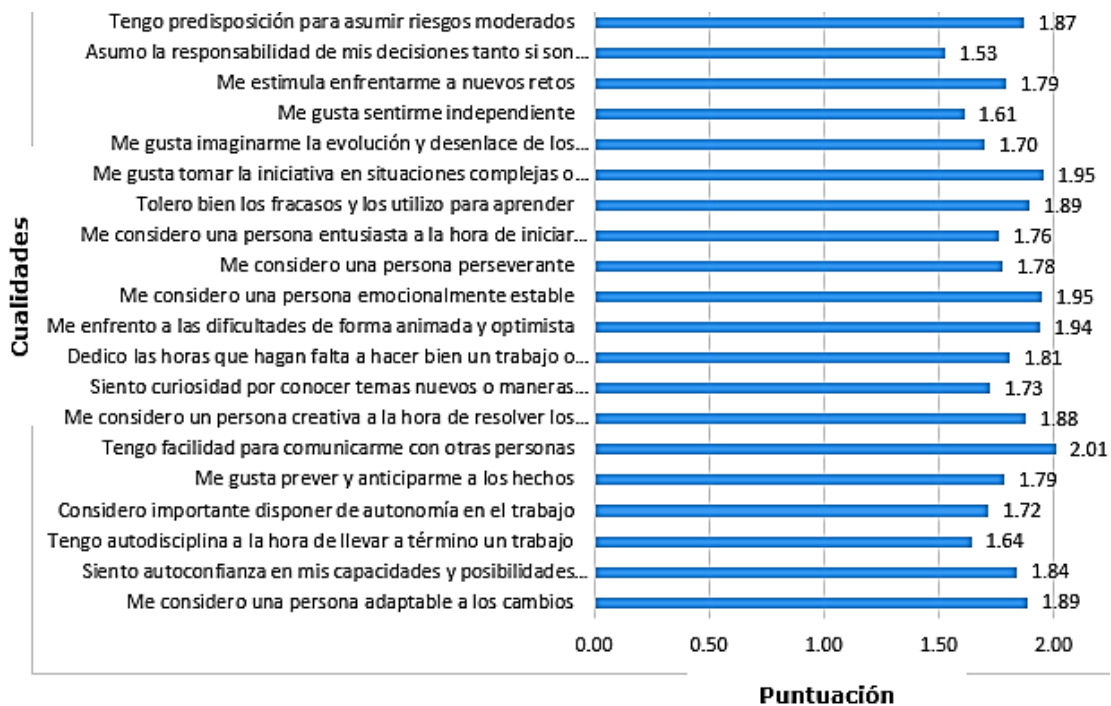 Tengo predisposición para asumir riesgos moderados 1.87
Asumo la responsabilidad de mis decisiones tanto si son... 1.53
Me estimula enfrentarme a nuevos retos 1.79
Me gusta sentirme independiente 1.61
Me gusta imaginarme la evolución y desenlace de los... 1.70
Me gusta tomar la iniciativa en situaciones complejas o... 1.95
Tolero bien los fracasos y los utilizo para aprender 1.89
Me considero una persona entusiasta a la hora de iniciar... 1.76
Me considero una persona perseverante 1.78
Me considero una persona emocionalmente estable 1.95
Me enfrento a las dificultades de forma animada y optimista 1.94
Dedico las horas que hagan falta a hacer bien un trabajo o... 1.81
Siento curiosidad por conocer temas nuevos o maneras... 1.73
Me considero un persona creativa a la hora de resolver los... 1.88
Tengo facilidad para comunicarme con otras personas 2.01
Me gusta prever y anticiparme a los hechos 1.79
Considero importante disponer de autonomía en el trabajo 1.72
Tengo autodisciplina a la hora de llevar a término un trabajo 1.64
Siento autoconfianza en mis capacidades y posibilidades... 1.84
Me considero una persona adaptable a los cambios 1.89
Cualidades
0.00 0.50 1.00 1.50 2.00
Puntuación